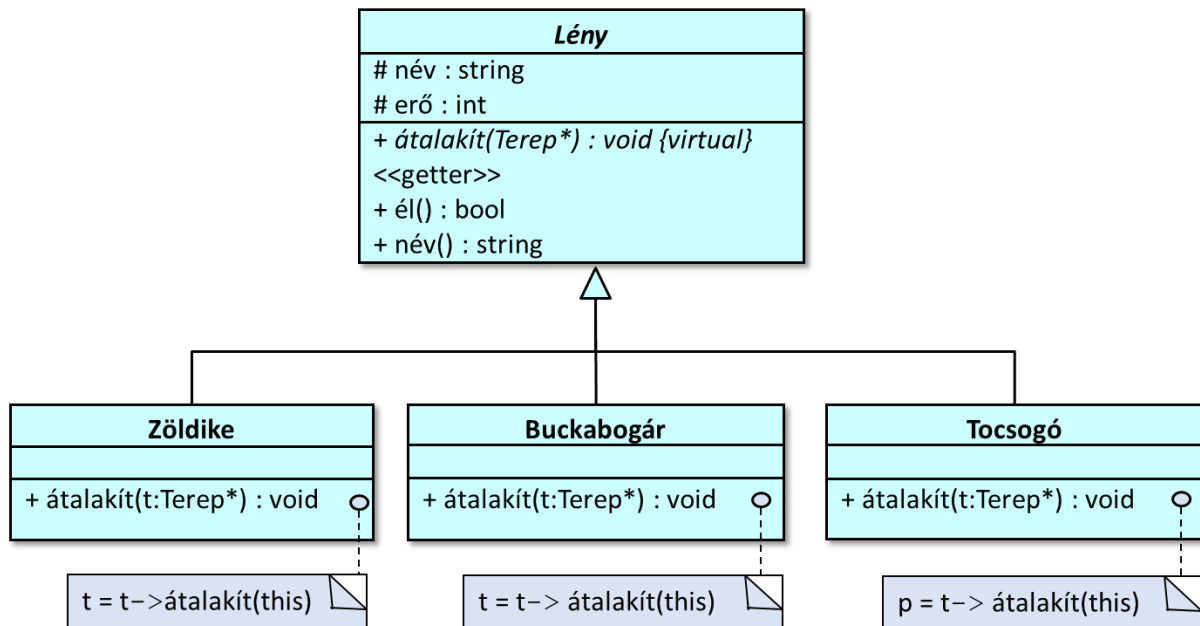 Lény
# név : string
# erő : int
+ átalakít(Terep*) : void {virtual}
<<getter>>
+ él() : bool
+ név() : string
Zöldike
+ átalakít(t:Terep*) : void
t = t−>átalakít(this)
Buckabogár
+ átalakít(t:Terep*) : void
t = t−> átalakít(this)
Tocsogó
+ átalakít(t:Terep*) : void
p = t−> átalakít(this)